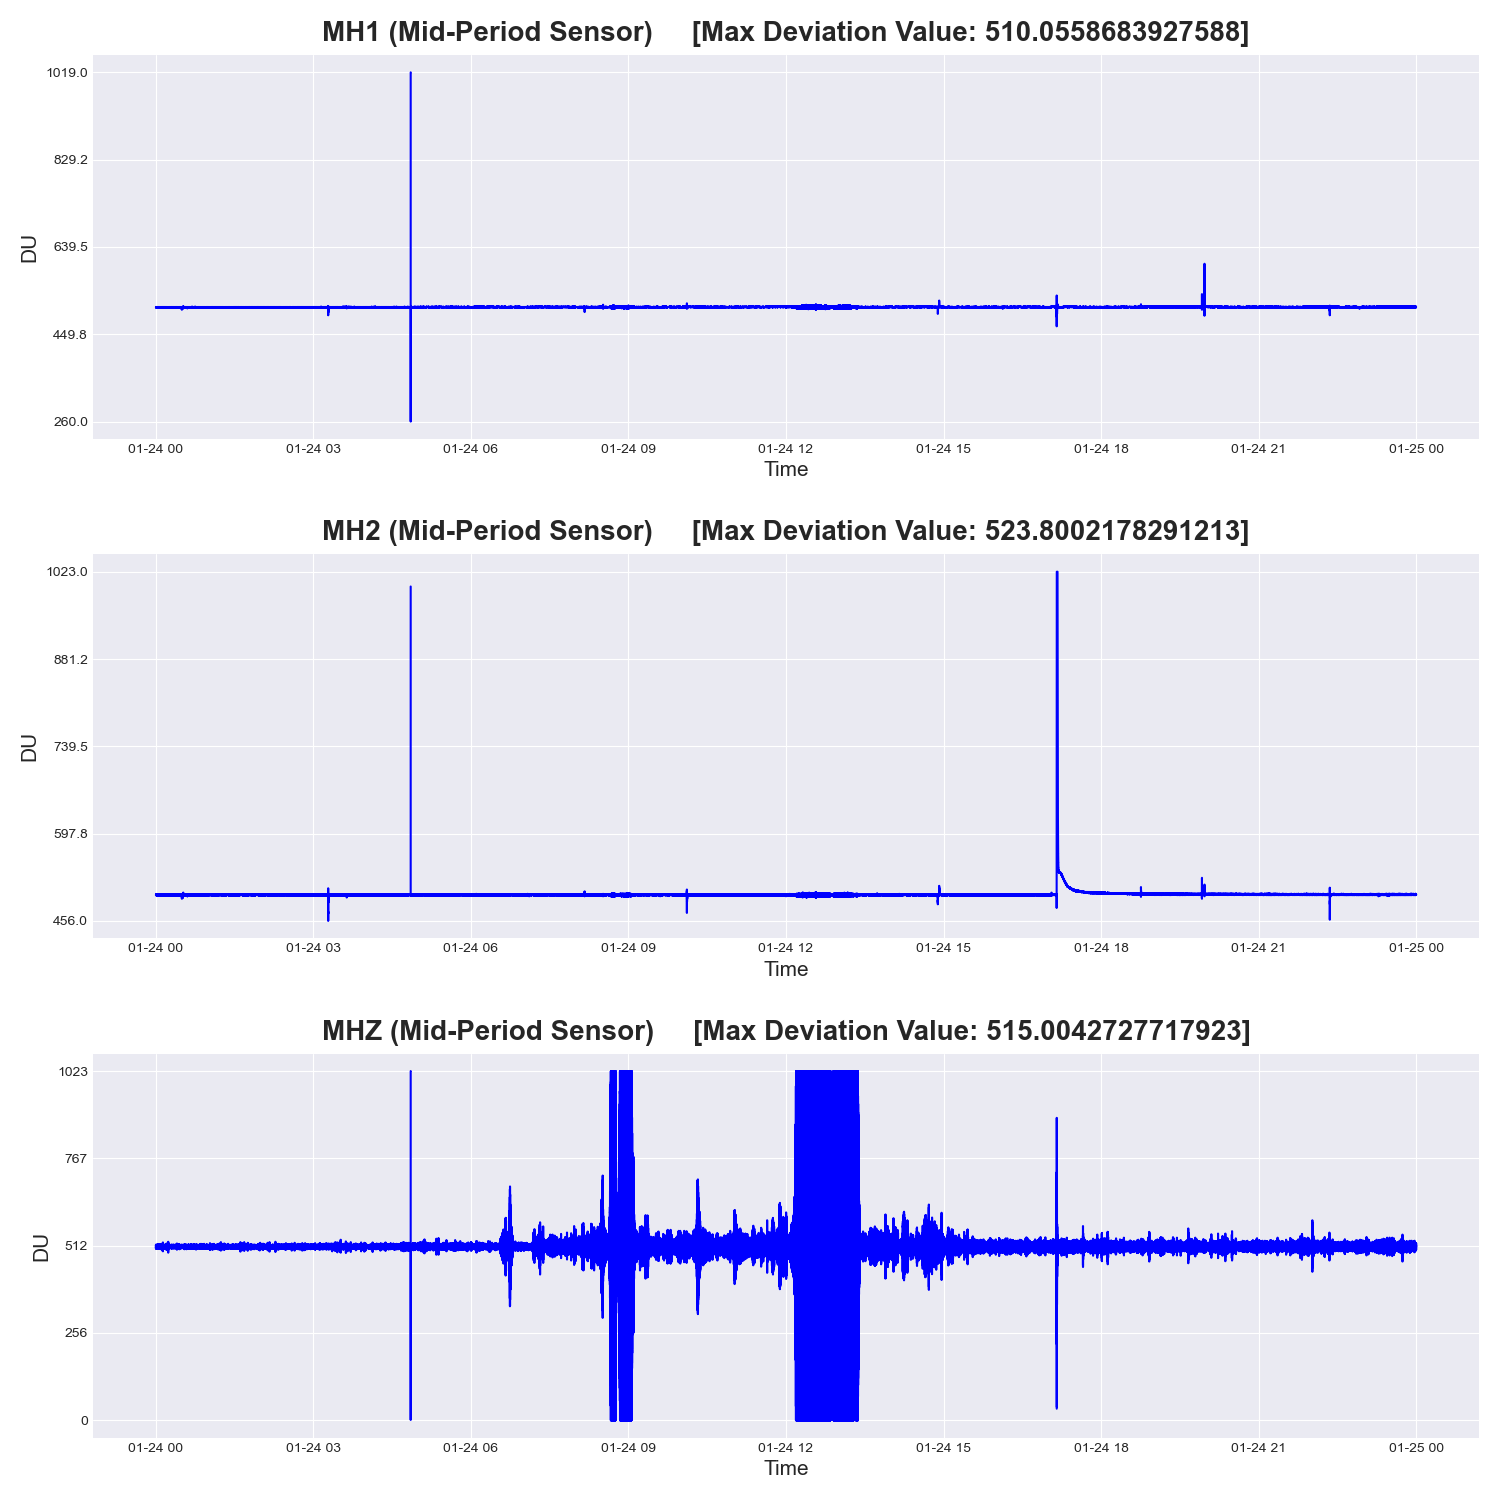 MH1 (Mid-Period Sensor) [Max Deviation Value: 510.0558683927588]
1019.0
829.2
639.5
449.8
260.0
DU
01-24 00 01-24 03 01-24 06 01-24 09 01-24 12 01-24 15 01-24 18 01-24 21 01-25 00
Time
MH2 (Mid-Period Sensor) [Max Deviation Value: 523.8002178291213]
1023.0
881.2
739.5
597.8
456.0
DU
01-24 00 01-24 03 01-24 06 01-24 09 01-24 12 01-24 15 01-24 18 01-24 21 01-25 00
Time
MHZ (Mid-Period Sensor) [Max Deviation Value: 515.0042727717923]
1023
767
512
256
0
DU
01-24 00 01-24 03 01-24 06 01-24 09 01-24 12 01-24 15 01-24 18 01-24 21 01-25 00
Time